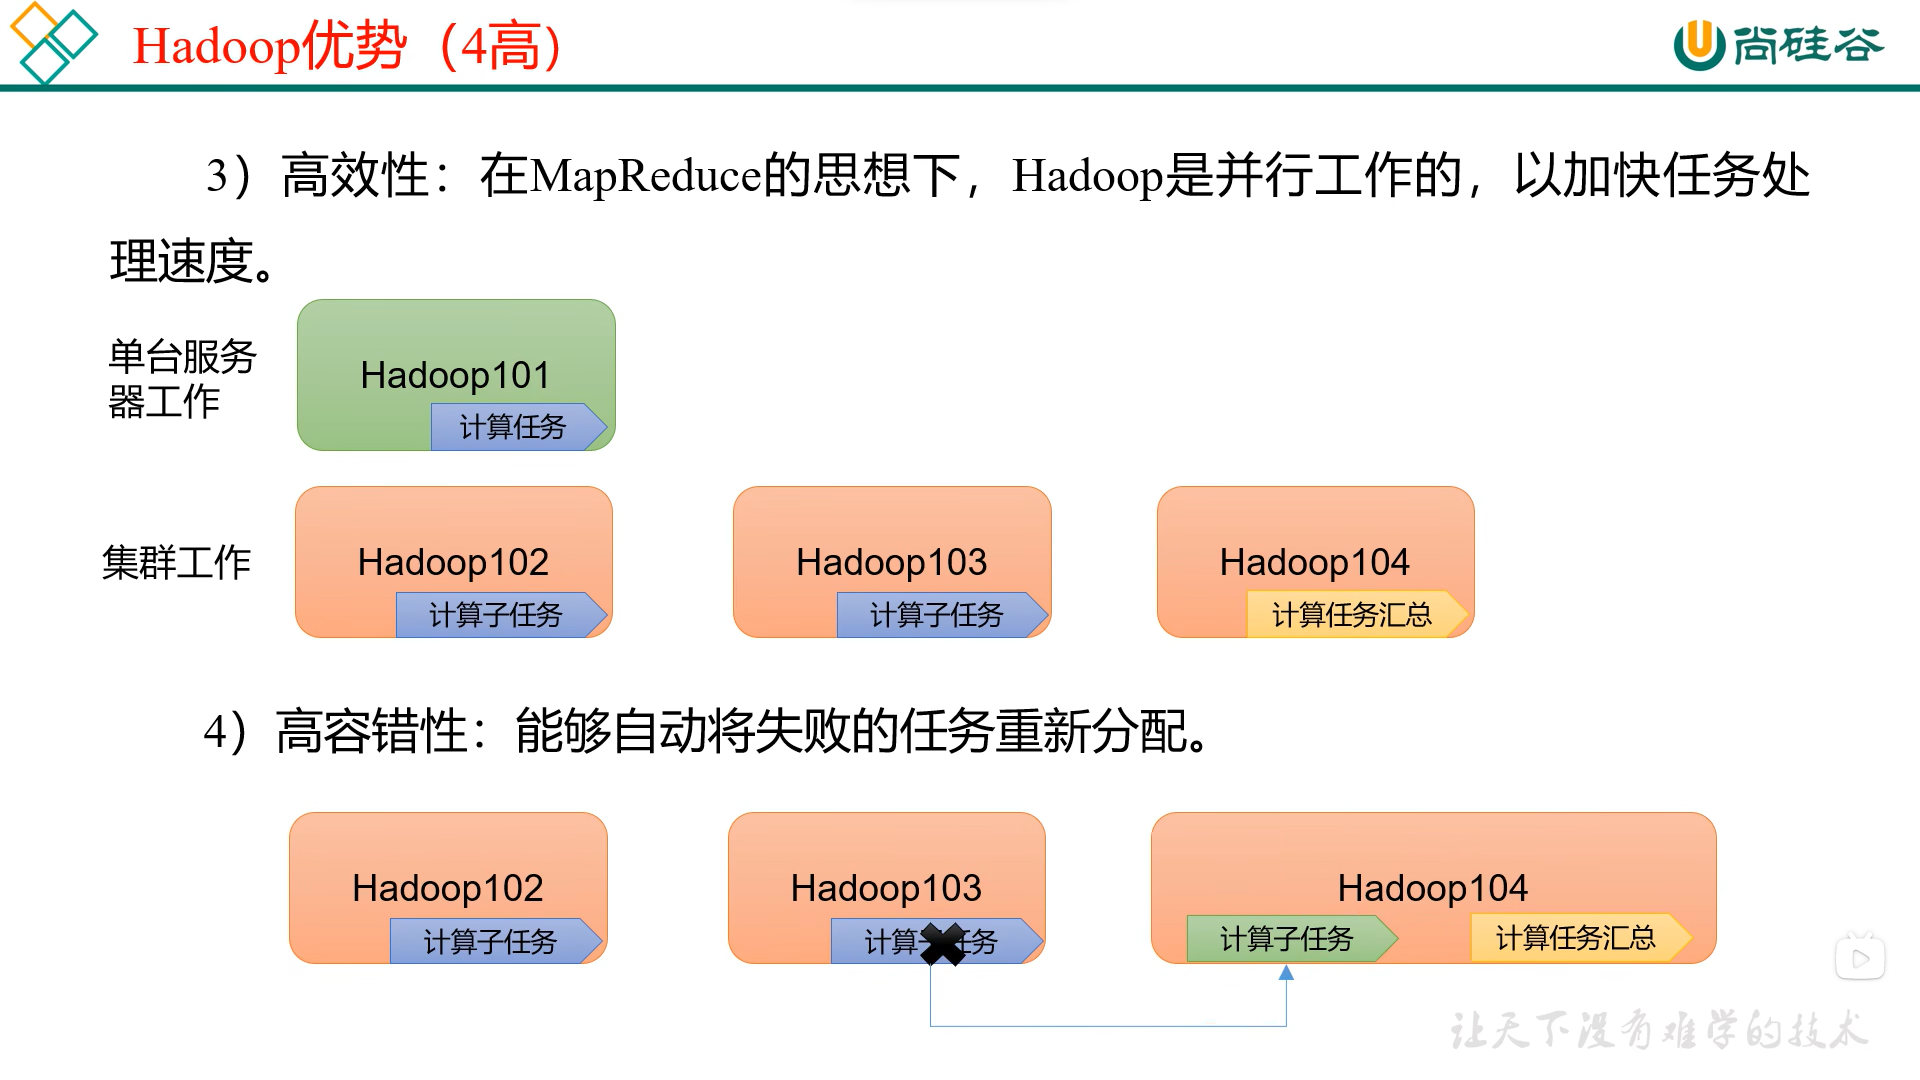 Hadoop优势（4高）
尚硅谷
3）高效性：在MapReduce的思想下，Hadoop是并行工作的，以加快任务处
理速度。
单台服务
器工作
Hadoop101
计算任务
集群工作
Hadoop102
计算子任务
Hadoop103
计算子任务
Hadoop104
计算任务汇总
4）高容错性：能够自动将失败的任务重新分配。
Hadoop102
计算子任务
Hadoop103
计算子任务
Hadoop104
计算子任务
计算任务汇总
让天下没有难学的技术